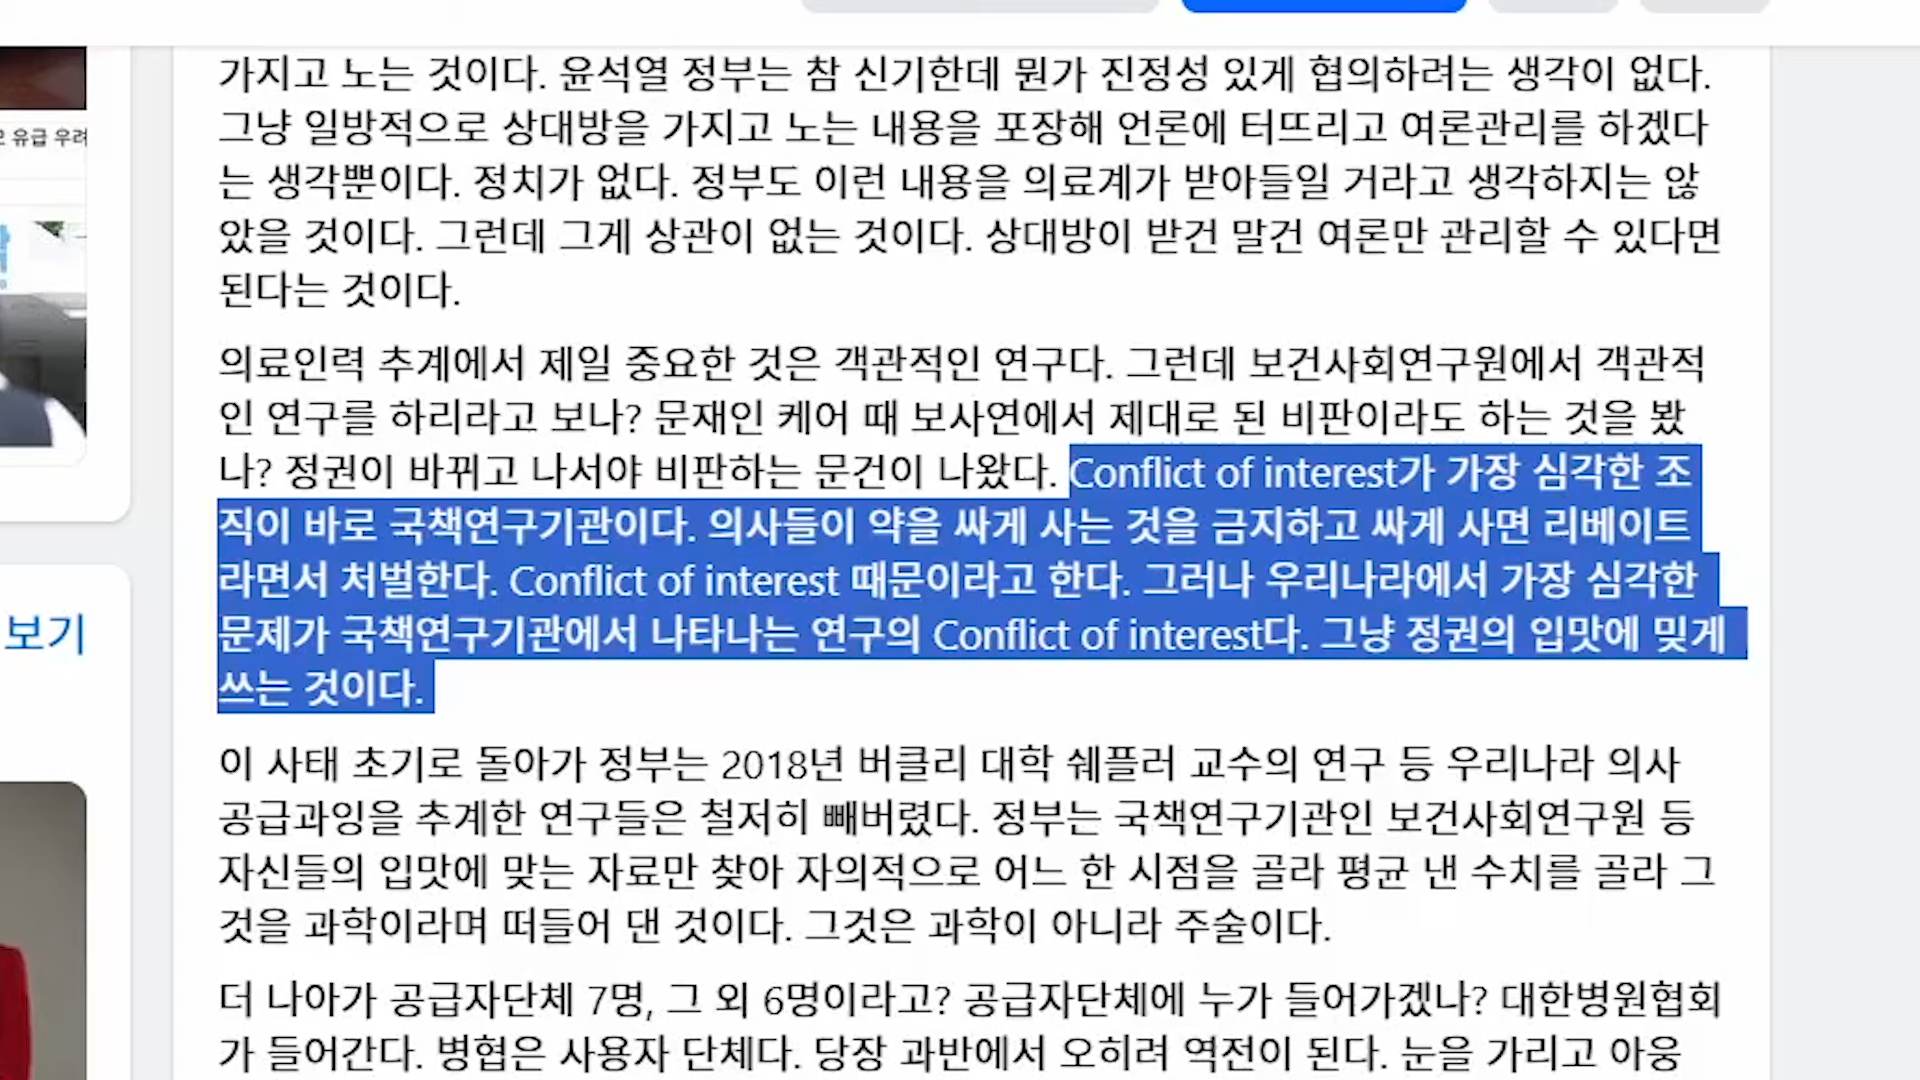 가지고 노는 것이다. 윤석열 정부는 참 신기한데 뭔가 진정성 있게 협의하려는 생각이 없다.
그냥 일방적으로 상대방을 가지고 노는 내용을 포장해 언론에 터뜨리고 여론관리를 하겠다
는 생각뿐이다. 정치가 없다. 정부도 이런 내용을 의료계가 받아들일 거라고 생각하지는 않
았을 것이다. 그런데 그게 상관이 없는 것이다. 상대방이 받건 말건 여론만 관리할 수 있다면
된다는 것이다.
의료인력 추계에서 제일 중요한 것은 객관적인 연구다. 그런데 보건사회연구원에서 객관적
인 연구를 하리라고 보나? 문재인 케어 때 보사연에서 제대로 된 비판이라도 하는 것을 봤
나? 정권이 바뀌고 나서야 비판하는 문건이 나왔다. Conflict of interest가 가장 심각한 조
직이 바로 국책연구기관이다. 의사들이 약을 싸게 사는 것을 금지하고 싸게 사면 리베이트
라면서 처벌한다. Conflict of interest 때문이라고 한다. 그러나 우리나라에서 가장 심각한
문제가 국책연구기관에서 나타나는 연구의 Conflict of interest다. 그냥 정권의 입맛에 밎게
쓰는 것이다.
이 사태 초기로 돌아가 정부는 2018년 버클리 대학 쉐플러 교수의 연구 등 우리나라 의사
공급과잉을 추계한 연구들은 철저히 빼버렸다. 정부는 국책연구기관인 보건사회연구원 등
자신들의 입맛에 맞는 자료만 찾아 자의적으로 어느 한 시점을 골라 평균 낸 수치를 골라 그
것을 과학이라며 떠들어 댄 것이다. 그것은 과학이 아니라 주술이다.
더 나아가 공급자단체 7명, 그 외 6명이라고? 공급자단체에 누가 들어가겠나? 대한병원협회
가 들어간다. 병협은 사용자 단체다. 당장 과반에서 오히려 역전이 된다. 눈을 가리고 아웅
유급 우려
보기